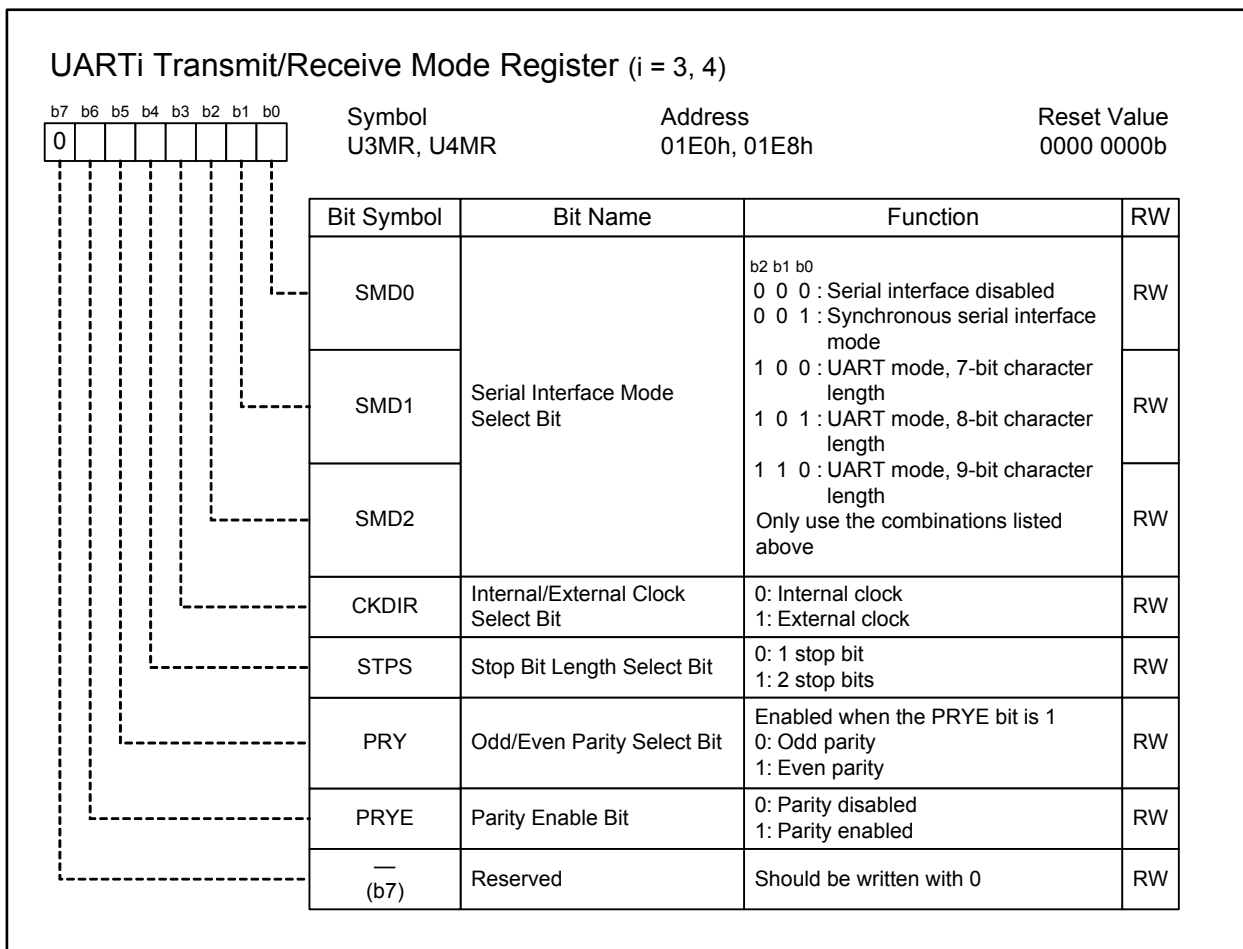 UARTi Transmit/Receive Mode Register (i = 3, 4)
b7 b6 b5 b4 b3 b2 b1 b0
0
Symbol Address Reset Value
U3MR, U4MR 01E0h, 01E8h 0000 0000b
Bit Symbol Bit Name Function RW
SMD0
SMD1
SMD2
Serial Interface Mode
Select Bit
b2 b1 b0
0 0 0 : Serial interface disabled
0 0 1 : Synchronous serial interface
mode
1 0 0 : UART mode, 7-bit character
length
1 0 1 : UART mode, 8-bit character
length
1 1 0 : UART mode, 9-bit character
length
Only use the combinations listed
above
RW
RW
RW
CKDIR
Internal/External Clock
Select Bit
0: Internal clock
1: External clock
RW
STPS
Stop Bit Length Select Bit
0: 1 stop bit
1: 2 stop bits
RW
PRY
Odd/Even Parity Select Bit
Enabled when the PRYE bit is 1
0: Odd parity
1: Even parity
RW
PRYE
Parity Enable Bit
0: Parity disabled
1: Parity enabled
RW
—
(b7)
Reserved
Should be written with 0
RW